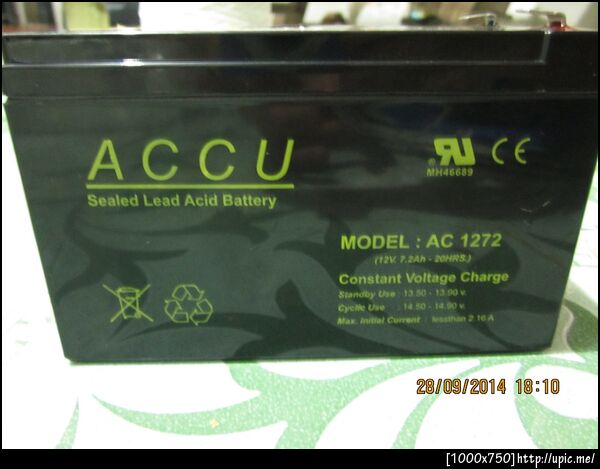 ACCU
Sealed Lead Acid Battery
MH46689
CE
MODEL : AC 1272
(12V, 7.2Ah - 20HRS.)
Constant Voltage Charge
Standby Use : 13.50 - 13.90 v.
Cyclic Use : 14.50 - 14.90 v.
Max. Initial Current : lessthan 2.16 A
28/09/2014 18:10
[1000x750]http://upic.me/